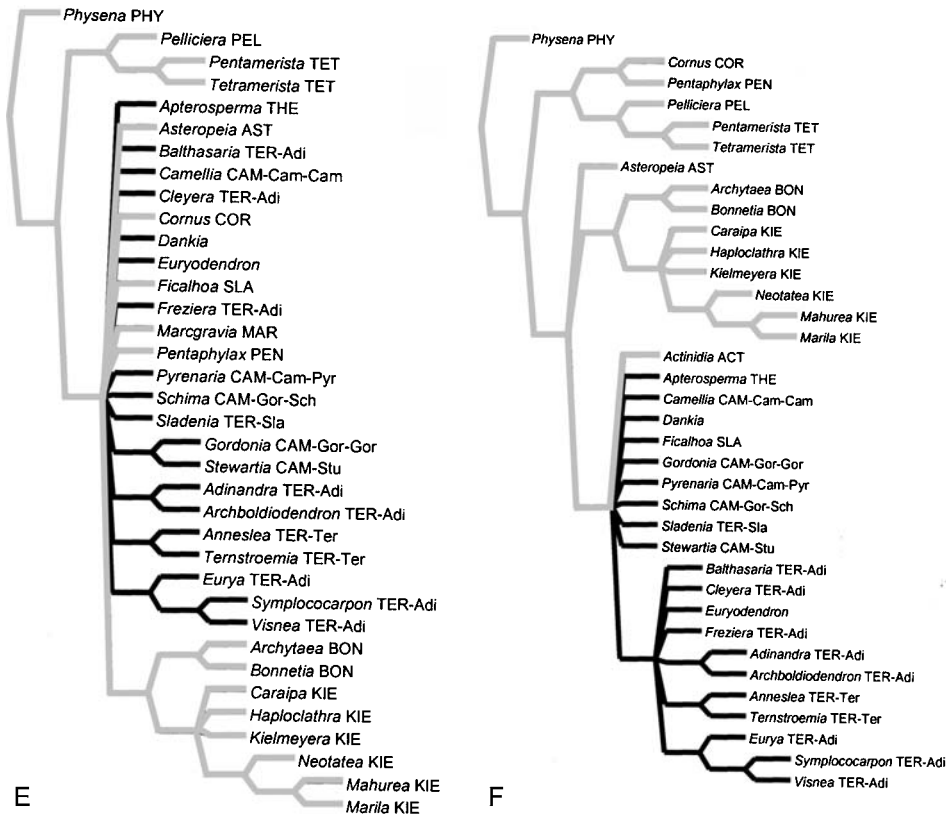 Physena PHY
Pelliciera PEL
Pentamerista TET
Tetramerista TET
Apterosperma THE
Asteropeia AST
Balthasaria TER-Adi
Camellia CAM-Cam-Cam
Cleyera TER-Adi
Cornus COR
Dankia
Euryodendron
Ficalhoa SLA
Freziera TER-Adi
Marcgravia MAR
Pentaphylax PEN
Pyrenaria CAM-Cam-Pyr
Schima CAM-Gor-Sch
Sladenia TER-Sla
Gordonia CAM-Gor-Gor
Stewartia CAM-Stu
Adinandra TER-Adi
Archboldiodendron TER-Adi
Anneslea TER-Ter
Ternstroemia TER-Ter
Eurya TER-Adi
Symplococarpon TER-Adi
Visnea TER-Adi
Archytaea BON
Bonnetia BON
Caraipa KIE
Haploclathra KIE
Kielmeyera KIE
Neotatea KIE
Mahurea KIE
Marila KIE
E
Physena PHY
Cornus COR
Pentaphylax PEN
Pelliciera PEL
Pentamerista TET
Tetramerista TET
Asteropeia AST
Archytaea BON
Bonnetia BON
Caraipa KIE
Haploclathra KIE
Kielmeyera KIE
Neotatea KIE
Mahurea KIE
Marila KIE
Actinidia ACT
Apterosperma THE
Camellia CAM-Cam-Cam
Dankia
Ficalhoa SLA
Gordonia CAM-Gor-Gor
Pyrenaria CAM-Cam-Pyr
Schima CAM-Gor-Sch
Sladenia TER-Sla
Stewartia CAM-Stu
Balthasaria TER-Adi
Cleyera TER-Adi
Euryodendron
Freziera TER-Adi
Adinandra TER-Adi
Archboldiodendron TER-Adi
Anneslea TER-Ter
Ternstroemia TER-Ter
Eurya TER-Adi
Symplococarpon TER-Adi
Visnea TER-Adi
F